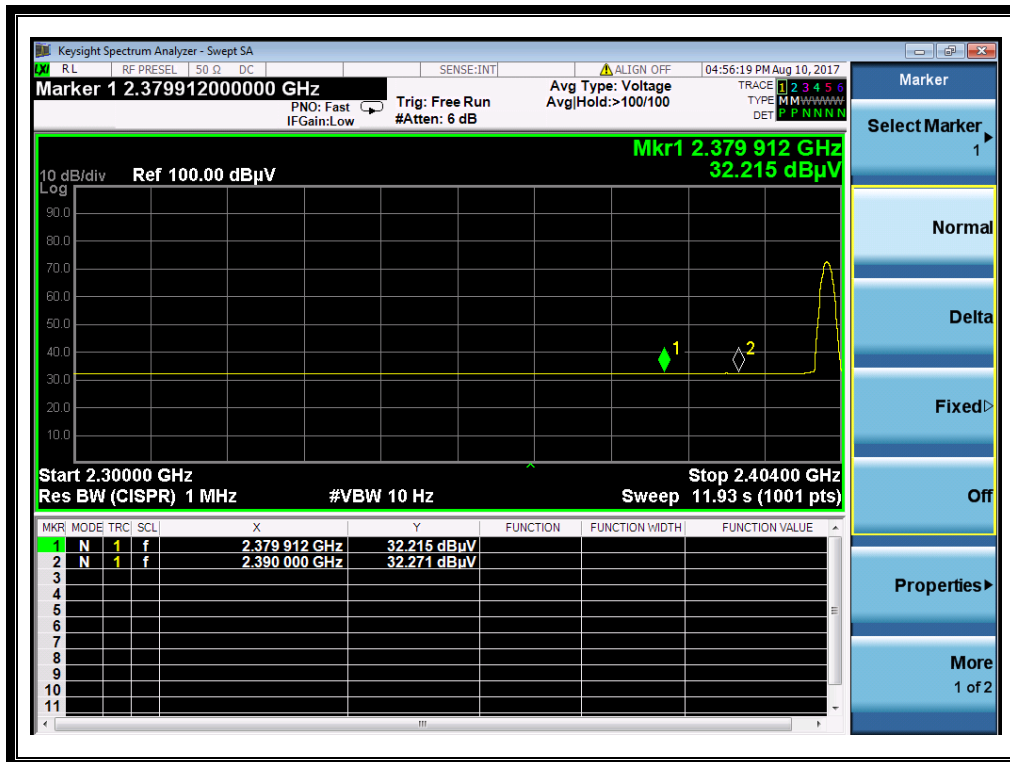 Keysight Spectrum Analyzer - Swept SA
LXI RL RF PRESEL 50 Ω DC SENSE:INT ALIGN OFF 04:56:19 PM Aug 10, 2017
Marker 1 2.379912000000 GHz
PNO: Fast
IFGain:Low
Trig: Free Run
#Atten: 6 dB
Avg Type: Voltage
Avg|Hold:>100/100
TRACE 1 2 3 4 5 6
TYPE M M W W W W
DET P P N N N N
Mkr1 2.379 912 GHz
32.215 dBµV
10 dB/div Ref 100.00 dBµV
Log
90.0
80.0
70.0
60.0
50.0
40.0
30.0
20.0
10.0
1
2
Start 2.30000 GHz Stop 2.40400 GHz
Res BW (CISPR) 1 MHz #VBW 10 Hz Sweep 11.93 s (1001 pts)
MKR MODE TRC SCL X Y FUNCTION FUNCTION WIDTH FUNCTION VALUE
1 N 1 f 2.379 912 GHz 32.215 dBµV
2 N 1 f 2.390 000 GHz 32.271 dBµV
3
4
5
6
7
8
9
10
11
Marker
Select Marker
1
Normal
Delta
Fixed
Off
Properties
More
1 of 2